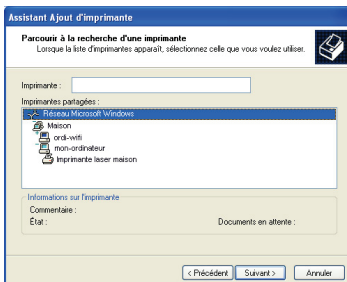 Assistant Ajout d'imprimante
Parcourir à la recherche d'une imprimante
Lorsque la liste d'imprimantes apparaît, sélectionnez celle que vous voulez utiliser.
Imprimante :
Imprimantes partagées :
Réseau Microsoft Windows
Maison
ordi-wifi
mon-ordinateur
Imprimante laser maison
Informations sur l'imprimante
Commentaire :
État :
Documents en attente :
< Précédent
Suivant >
Annuler